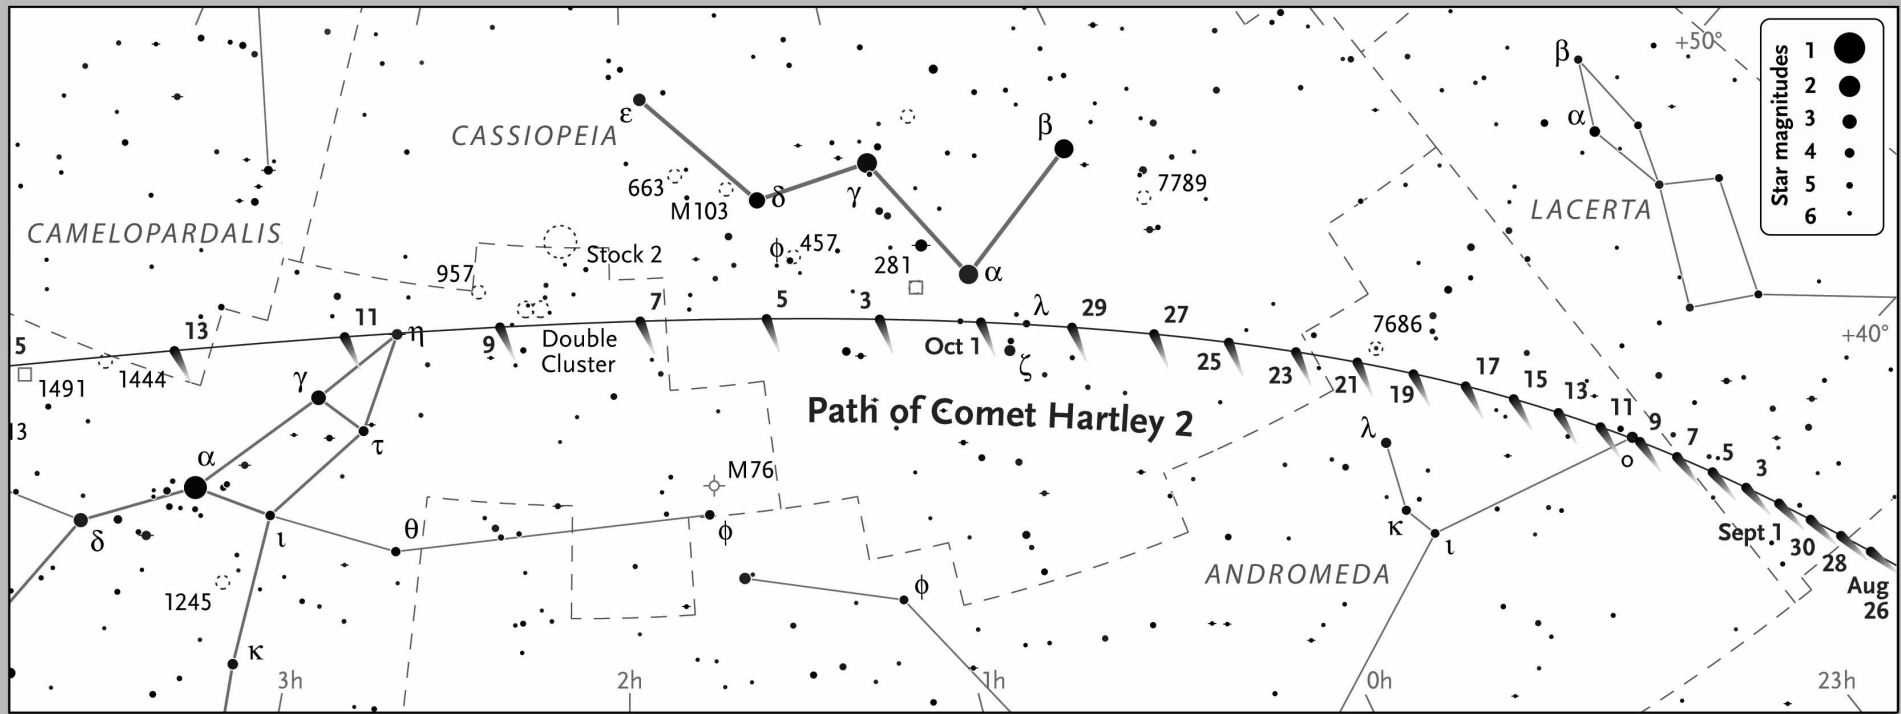 β
+50°
Star magnitudes
1
2
3
4
5
6
ε
CASSIOPEIA
β
α
663
M 103
δ
γ
7789
LACERTA
CAMELOPARDALIS
Stock 2
ϕ
457
281
α
957
+40°
5
13
11
η
9
Double
Cluster
7
5
3
Oct 1
λ
ζ
29
27
25
23
21
7686
19
17
15
13
11
9
7
5
3
Sept 1
30
28
Aug
26
1491
1444
13
γ
τ
Path of Comet Hartley 2
λ
ο
α
M76
δ
ι
θ
ϕ
κ
ι
ANDROMEDA
1245
ϕ
κ
3h
2h
1h
0h
23h